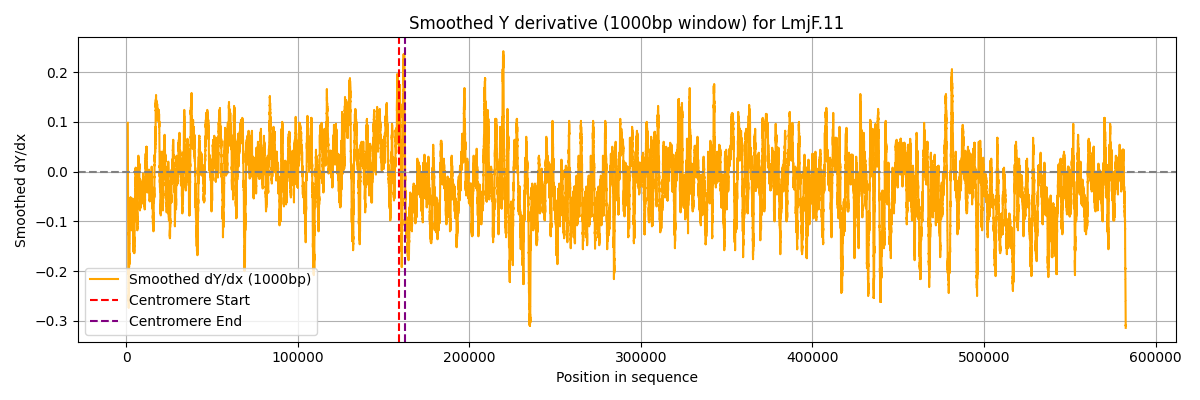 Smoothed Y derivative (1000bp window) for LmjF.11
Smoothed dY/dx
0.2
0.1
0.0
−0.1
−0.2
−0.3
Smoothed dY/dx (1000bp)
Centromere Start
Centromere End
0 100000 200000 300000 400000 500000 600000
Position in sequence